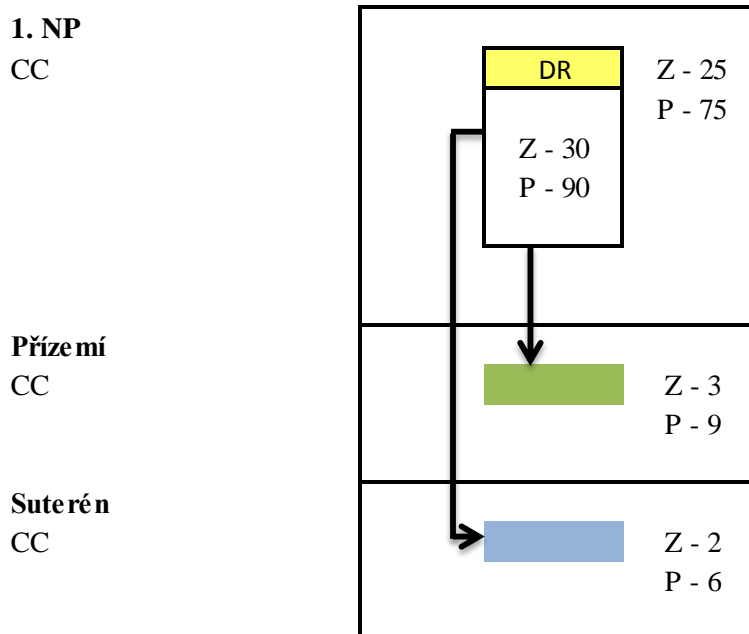 1. NP
CC
DR
Z - 25
P - 75
Z - 30
P - 90
Přízemí
CC
Z - 3
P - 9
Suterén
CC
Z - 2
P - 6